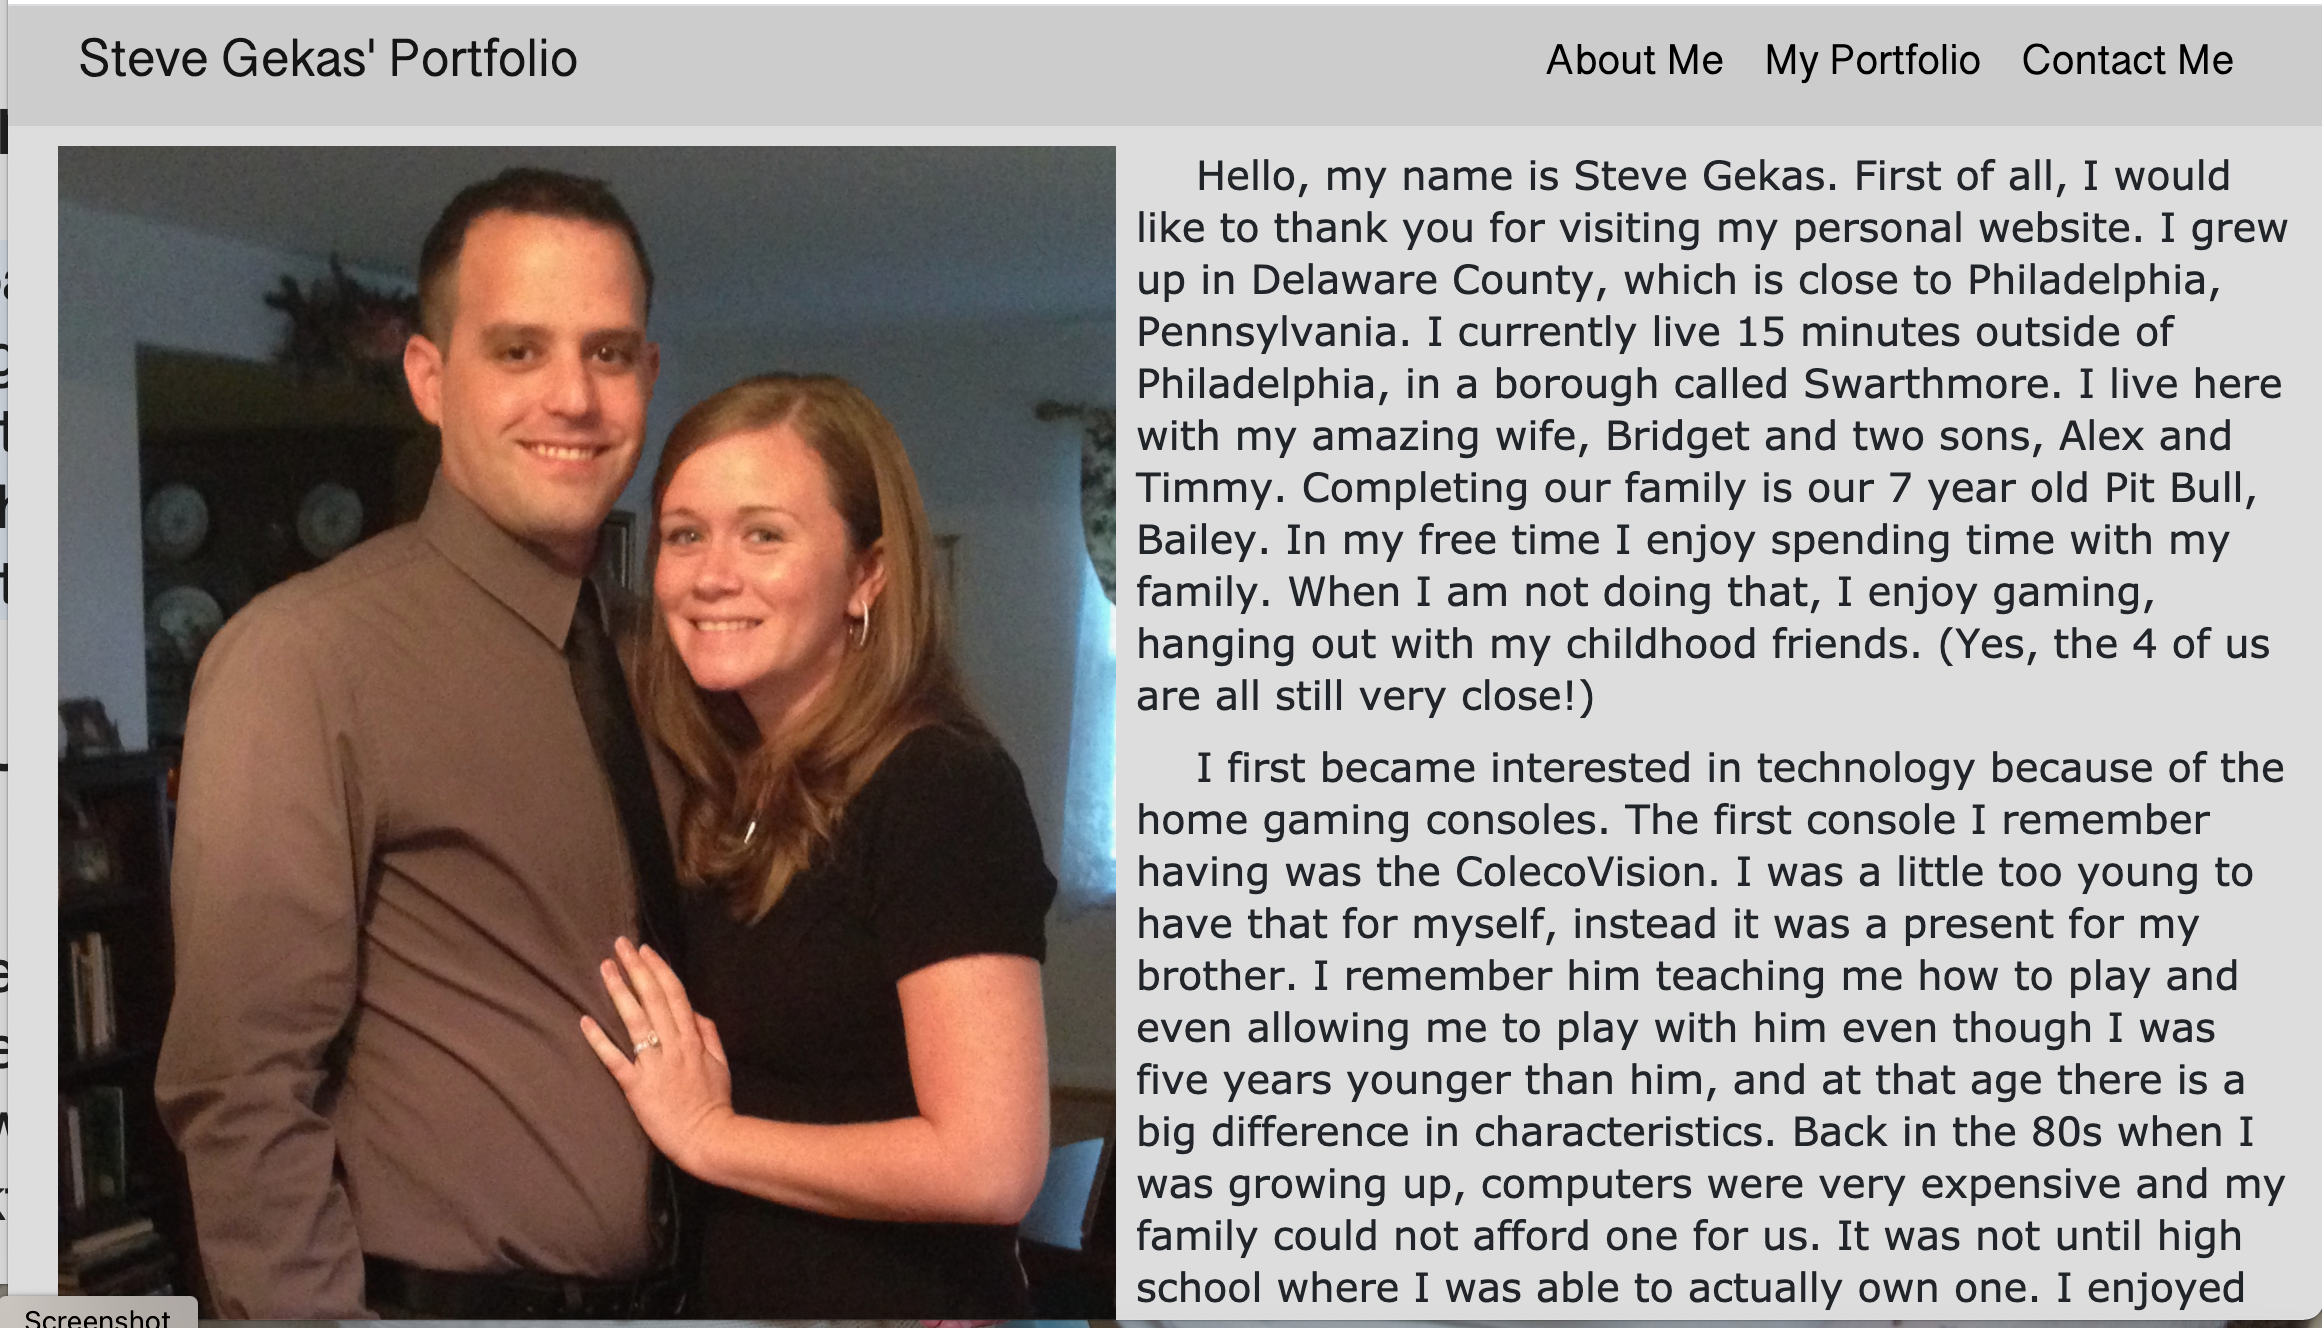 Steve Gekas' Portfolio
About Me My Portfolio Contact Me
Hello, my name is Steve Gekas. First of all, I would
like to thank you for visiting my personal website. I grew
up in Delaware County, which is close to Philadelphia,
Pennsylvania. I currently live 15 minutes outside of
Philadelphia, in a borough called Swarthmore. I live here
with my amazing wife, Bridget and two sons, Alex and
Timmy. Completing our family is our 7 year old Pit Bull,
Bailey. In my free time I enjoy spending time with my
family. When I am not doing that, I enjoy gaming,
hanging out with my childhood friends. (Yes, the 4 of us
are all still very close!)
I first became interested in technology because of the
home gaming consoles. The first console I remember
having was the ColecoVision. I was a little too young to
have that for myself, instead it was a present for my
brother. I remember him teaching me how to play and
even allowing me to play with him even though I was
five years younger than him, and at that age there is a
big difference in characteristics. Back in the 80s when I
was growing up, computers were very expensive and my
family could not afford one for us. It was not until high
school where I was able to actually own one. I enjoyed
Screenshot